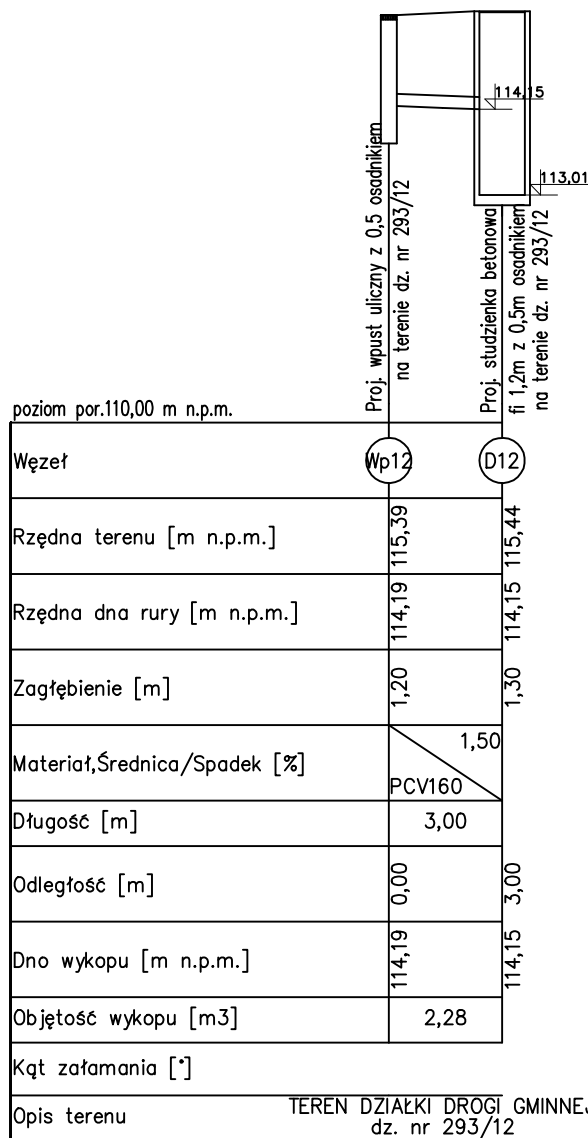 114,15
113,01
Proj. wpust uliczny z 0,5 osadnikiem
na terenie dz. nr 293/12
Proj. studzienka betonowa
fi 1,2m z 0,5m osadnikiem
na terenie dz. nr 293/12
poziom por.110,00 m n.p.m.
Węzeł Wp12 D12
Rzędna terenu [m n.p.m.] 115,39 115,44
Rzędna dna rury [m n.p.m.] 114,19 114,15
Zagłębienie [m] 1,20 1,30
Materiał,Średnica/Spadek [%] PCV160 1,50
Długość [m] 3,00
Odległość [m] 0,00 3,00
Dno wykopu [m n.p.m.] 114,19 114,15
Objętość wykopu [m3] 2,28
Kąt załamania [°]
Opis terenu TEREN DZIAŁKI DROGI GMINNEJ
dz. nr 293/12